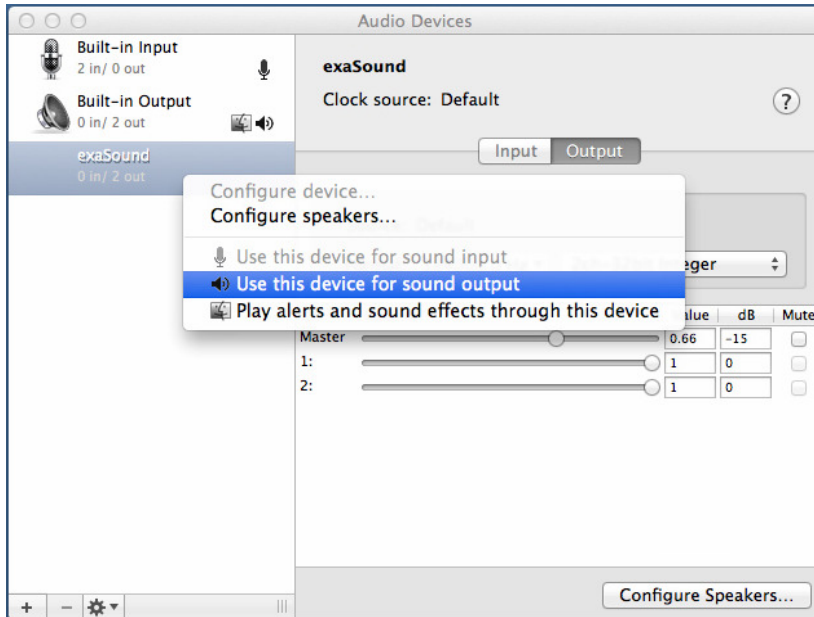 Audio Devices
Built-in Input
2 in/ 0 out
Built-in Output
0 in/ 2 out
exaSound
0 in/ 2 out
exaSound
Clock source: Default
?
Input Output
Configure device...
Configure speakers...
Use this device for sound input
Use this device for sound output
Play alerts and sound effects through this device
Default
dB Mute
Master 0.66 -15
1: 1 0
2: 1 0
+ −
Configure Speakers...